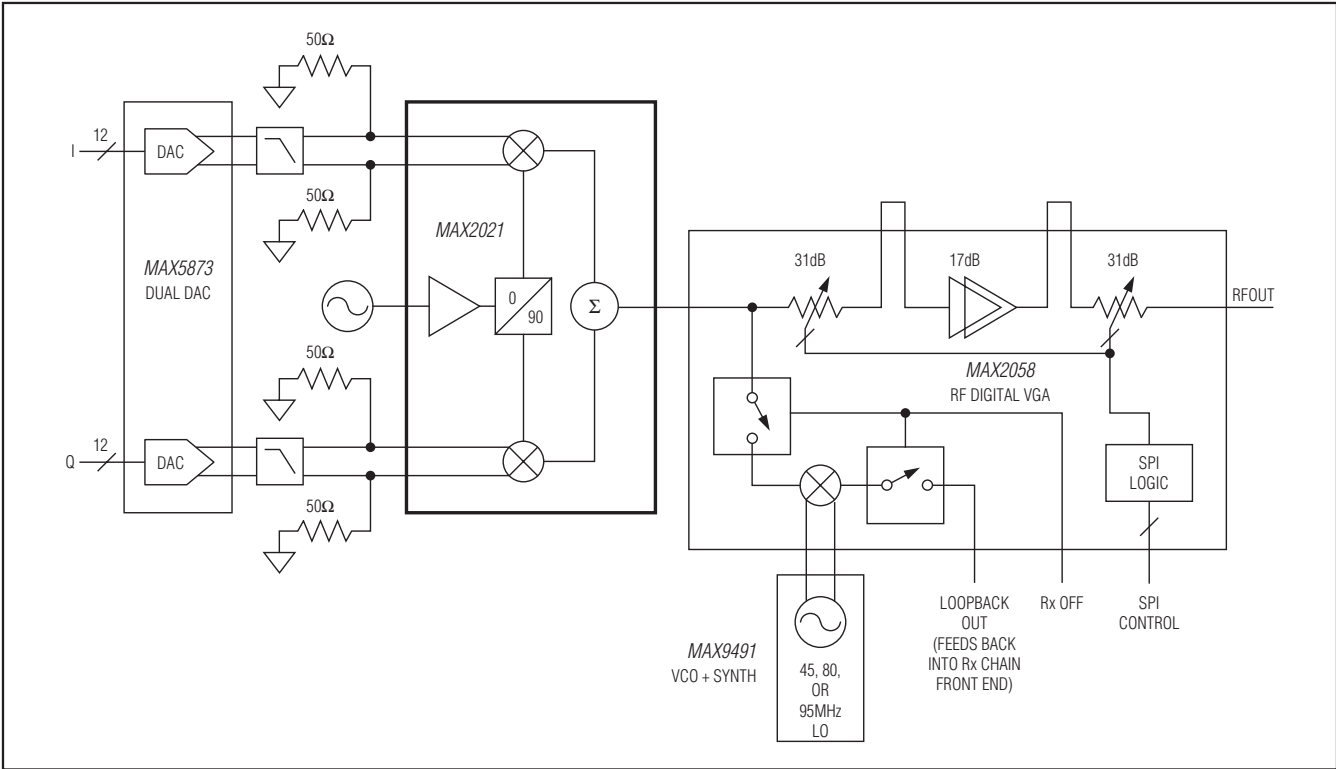 50Ω
12
I
DAC
50Ω
MAX5873
DUAL DAC
MAX2021
0
90
Σ
50Ω
12
Q
DAC
50Ω
31dB
17dB
31dB
RFOUT
MAX2058
RF DIGITAL VGA
SPI
LOGIC
MAX9491
VCO + SYNTH
45, 80,
OR
95MHz
LO
LOOPBACK
OUT
(FEEDS BACK
INTO Rx CHAIN
FRONT END)
Rx OFF
SPI
CONTROL